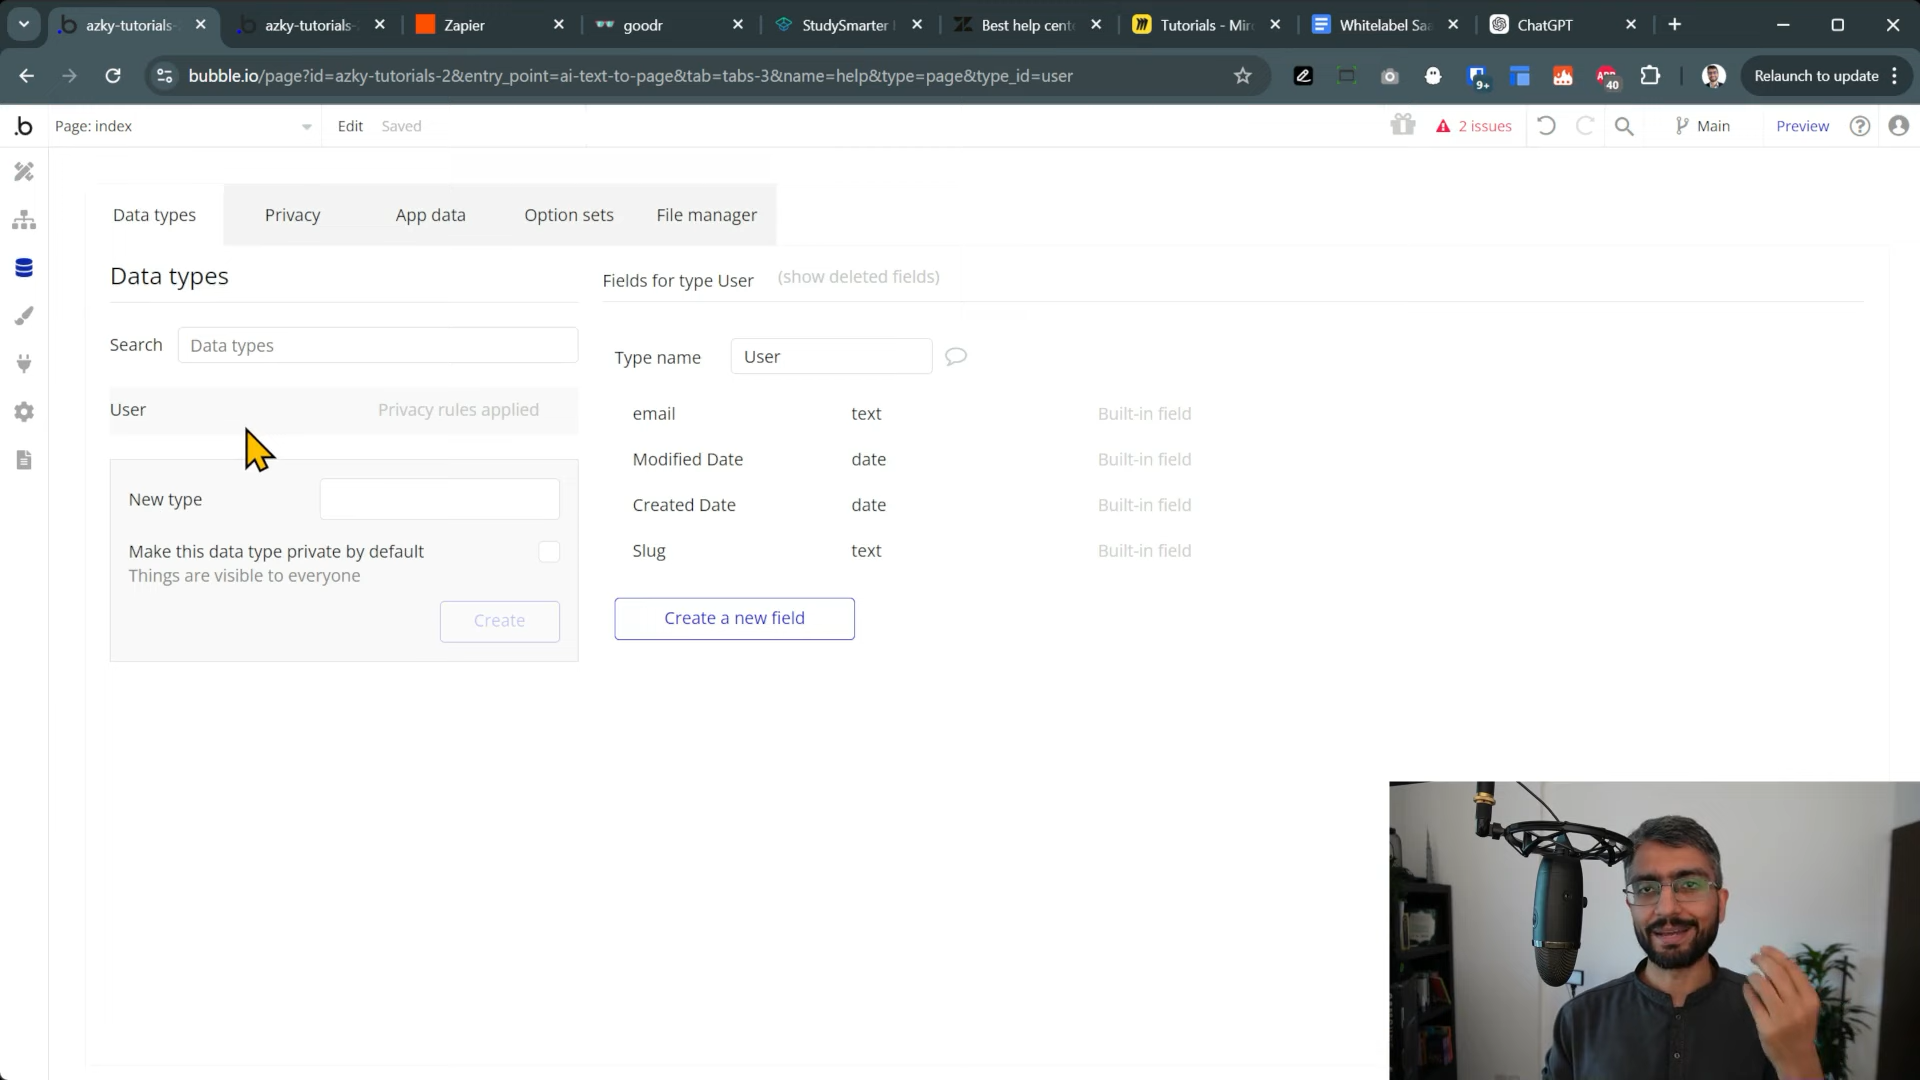 azky-tutorials-
azky-tutorials-
Zapier
goodr
StudySmarter
Best help cent
Tutorials - Mir
Whitelabel Saa
ChatGPT
bubble.io/page?id=azky-tutorials-2&entry_point=ai-text-to-page&tab=tabs-3&name=help&type=page&type_id=user
9+
40
Relaunch to update
Page: index
Edit
Saved
2 issues
Main
Preview
Data types
Privacy
App data
Option sets
File manager
Data types
Search
Data types
User
Privacy rules applied
New type
Make this data type private by default
Things are visible to everyone
Create
Fields for type User
(show deleted fields)
Type name
User
email
text
Built-in field
Modified Date
date
Built-in field
Created Date
date
Built-in field
Slug
text
Built-in field
Create a new field